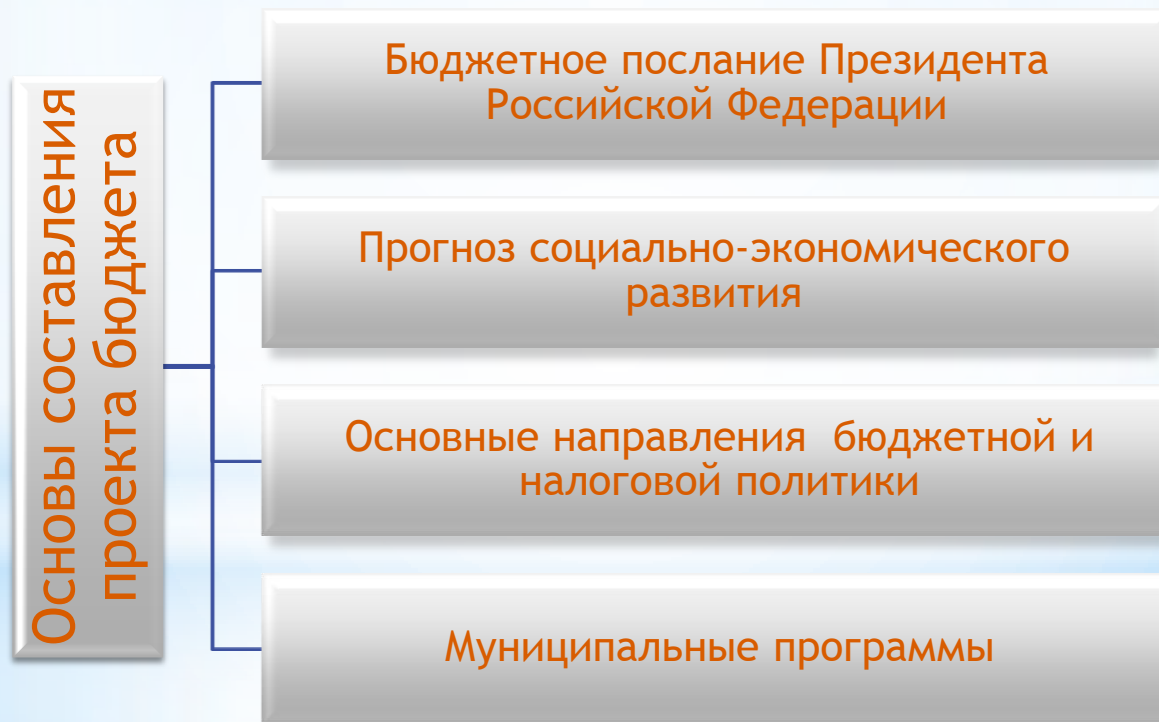 Основы составления
проекта бюджета
Бюджетное послание Президента
Российской Федерации
Прогноз социально-экономического
развития
Основные направления бюджетной и
налоговой политики
Муниципальные программы